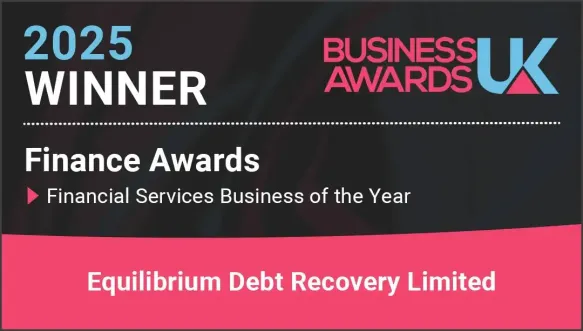 2025
WINNER
BUSINESS
AWARDS UK
Finance Awards
Financial Services Business of the Year
Equilibrium Debt Recovery Limited